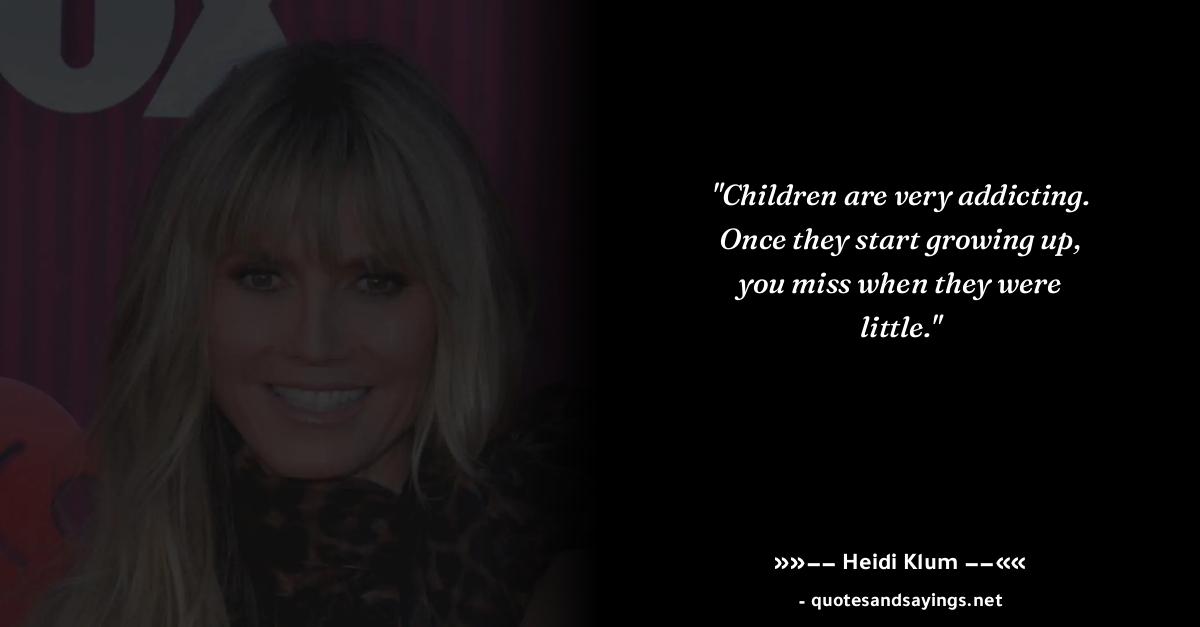 "Children are very addicting.
Once they start growing up,
you miss when they were
little."
»»–– Heidi Klum ––««
- quotesandsayings.net